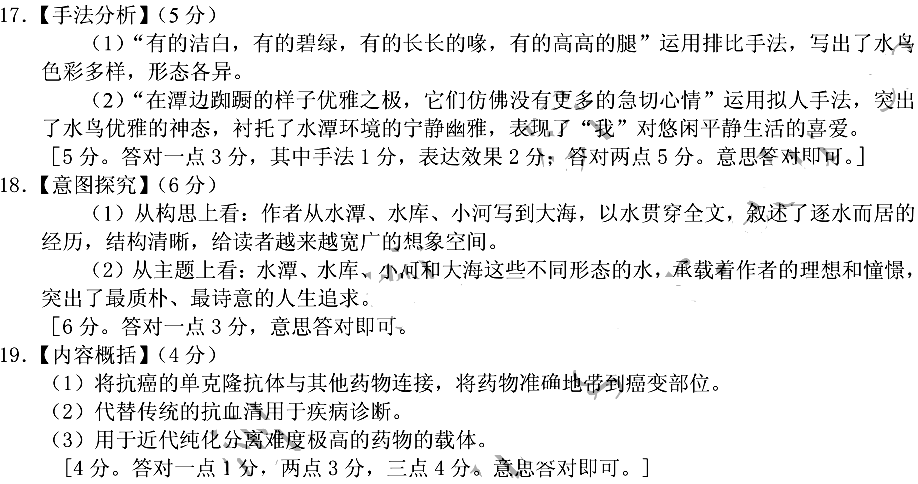 17.【手法分析】(5 分)
(1)“有的洁白，有的碧绿，有的长长的喙，有的高高的腿”运用排比手法，写出了水鸟
色彩多样，形态各异。
(2)“在潭边踟蹰的样子优雅之极，它们仿佛没有更多的急切心情”运用拟人手法，突出
了水鸟优雅的神态，衬托了水潭环境的宁静幽雅，表现了“我”对悠闲平静生活的喜爱。
[5 分。答对一点 3 分，其中手法 1 分，表达效果 2 分；答对两点 5 分。意思答对即可。]
18.【意图探究】(6 分)
(1)从构思上看：作者从水潭、水库、小河写到大海，以水贯穿全文，叙述了逐水而居的
经历，结构清晰，给读者越来越宽广的想象空间。
(2)从主题上看：水潭、水库、小河和大海这些不同形态的水，承载着作者的理想和憧憬，
突出了最质朴、最诗意的人生追求。
[6 分。答对一点 3 分，意思答对即可。
19.【内容概括】(4 分)
(1)将抗癌的单克隆抗体与其他药物连接，将药物准确地带到癌变部位。
(2)代替传统的抗血清用于疾病诊断。
(3)用于近代纯化分离难度极高的药物的载体。
[4 分。答对一点 1 分，两点 3 分，三点 4 分。意思答对即可。]